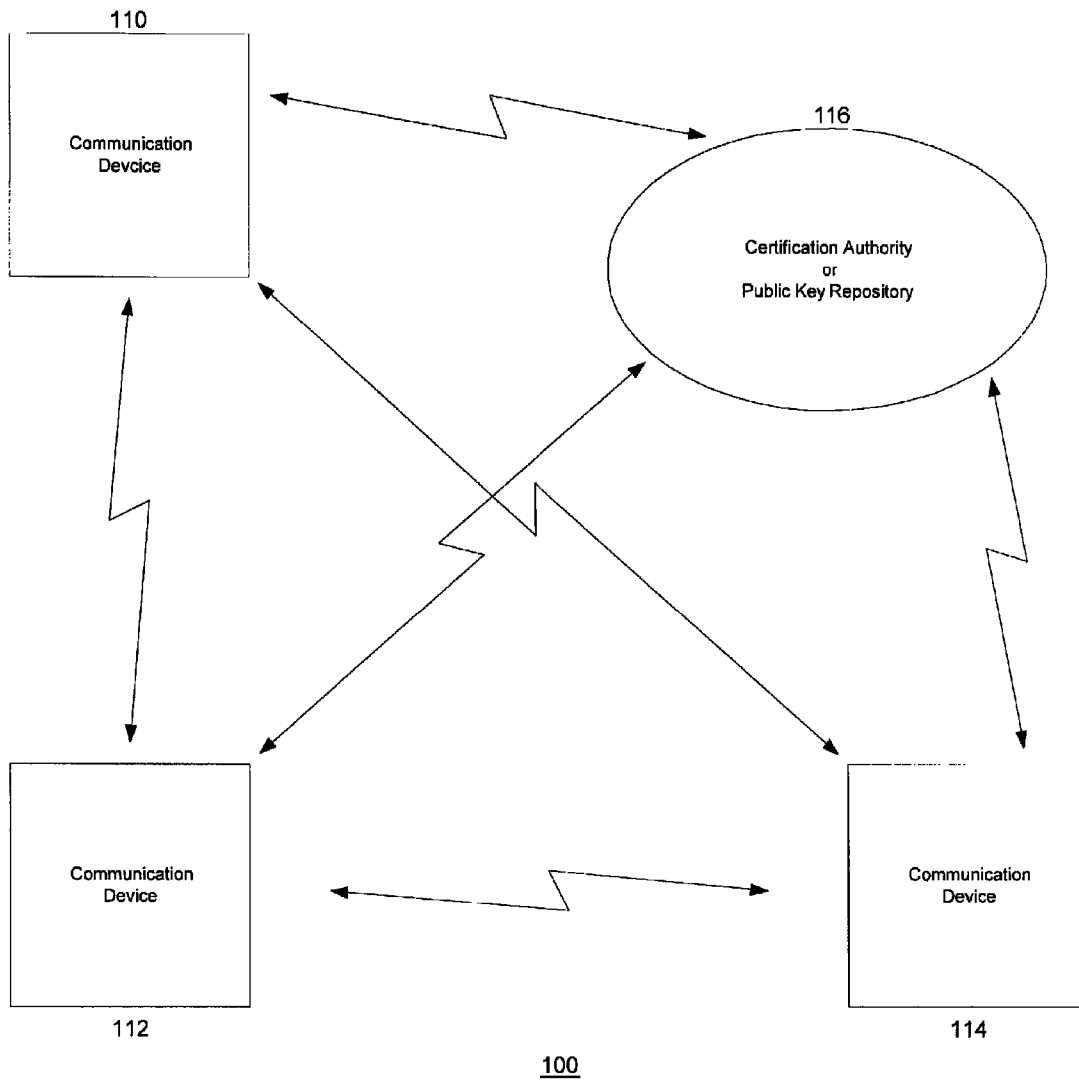 110
Communication
Devcice
116
Certification Authority
or
Public Key Repository
Communication
Device
112
Communication
Device
114
100